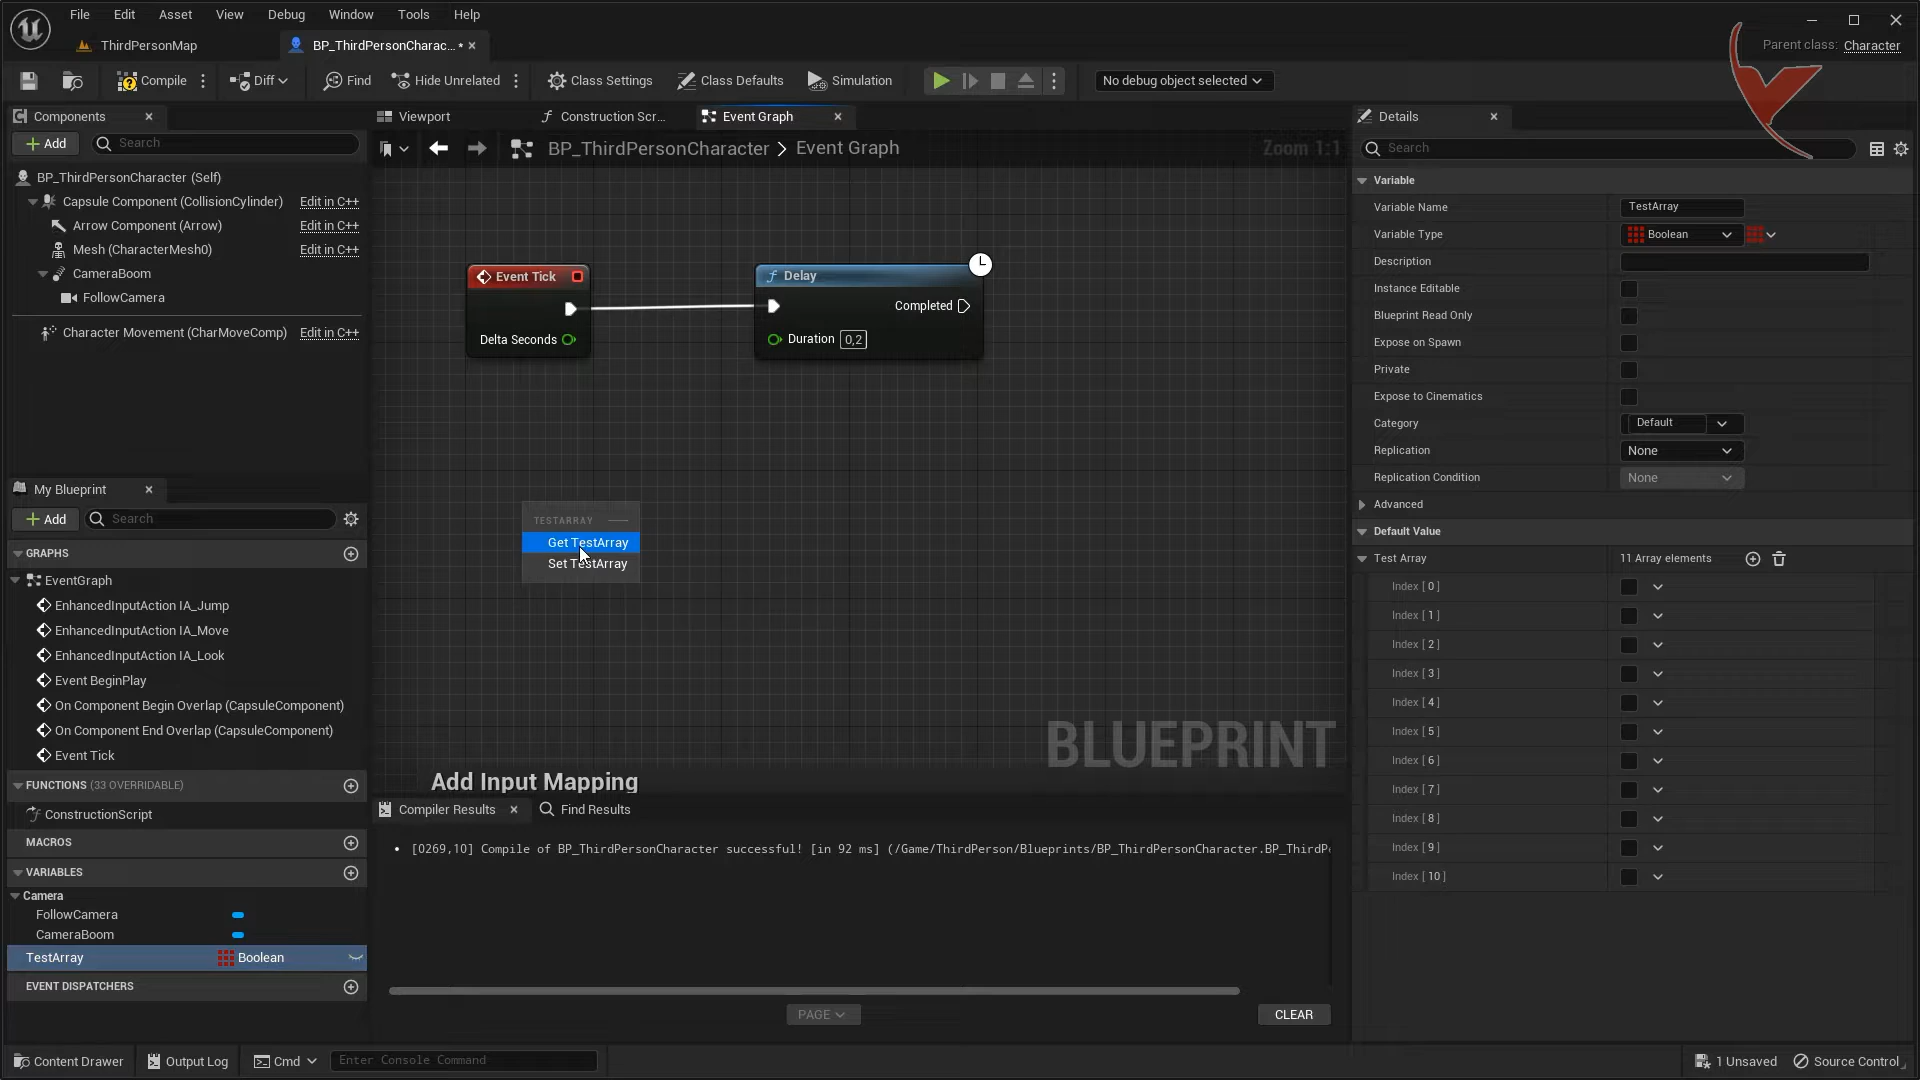 File Edit Asset View Debug Window Tools Help
ThirdPersonMap
BP_ThirdPersonCharac... •
Parent class: Character
Compile
Diff
Find
Hide Unrelated
Class Settings
Class Defaults
Simulation
No debug object selected
Components
Add
Search
BP_ThirdPersonCharacter (Self)
Capsule Component (CollisionCylinder) Edit in C++
Arrow Component (Arrow) Edit in C++
Mesh (CharacterMesh0) Edit in C++
CameraBoom
FollowCamera
Character Movement (CharMoveComp) Edit in C++
My Blueprint
Add
Search
GRAPHS
EventGraph
EnhancedInputAction IA_Jump
EnhancedInputAction IA_Move
EnhancedInputAction IA_Look
Event BeginPlay
On Component Begin Overlap (CapsuleComponent)
On Component End Overlap (CapsuleComponent)
Event Tick
FUNCTIONS (33 OVERRIDABLE)
ConstructionScript
MACROS
VARIABLES
Camera
FollowCamera
CameraBoom
TestArray Boolean
EVENT DISPATCHERS
Viewport
Construction Scr...
Event Graph
BP_ThirdPersonCharacter > Event Graph
Zoom 1:1
Event Tick
Delta Seconds
Delay
Completed
Duration 0,2
TESTARRAY
Get TestArray
Set TestArray
BLUEPRINT
Add Input Mapping
Compiler Results
Find Results
• [0269,10] Compile of BP_ThirdPersonCharacter successful! [in 92 ms] (/Game/ThirdPerson/Blueprints/BP_ThirdPersonCharacter.BP_ThirdP
PAGE
CLEAR
Details
Search
Variable
Variable Name TestArray
Variable Type Boolean
Description
Instance Editable
Blueprint Read Only
Expose on Spawn
Private
Expose to Cinematics
Category Default
Replication None
Replication Condition None
Advanced
Default Value
Test Array 11 Array elements
Index [ 0 ]
Index [ 1 ]
Index [ 2 ]
Index [ 3 ]
Index [ 4 ]
Index [ 5 ]
Index [ 6 ]
Index [ 7 ]
Index [ 8 ]
Index [ 9 ]
Index [ 10 ]
Content Drawer
Output Log
Cmd
Enter Console Command
1 Unsaved
Source Control